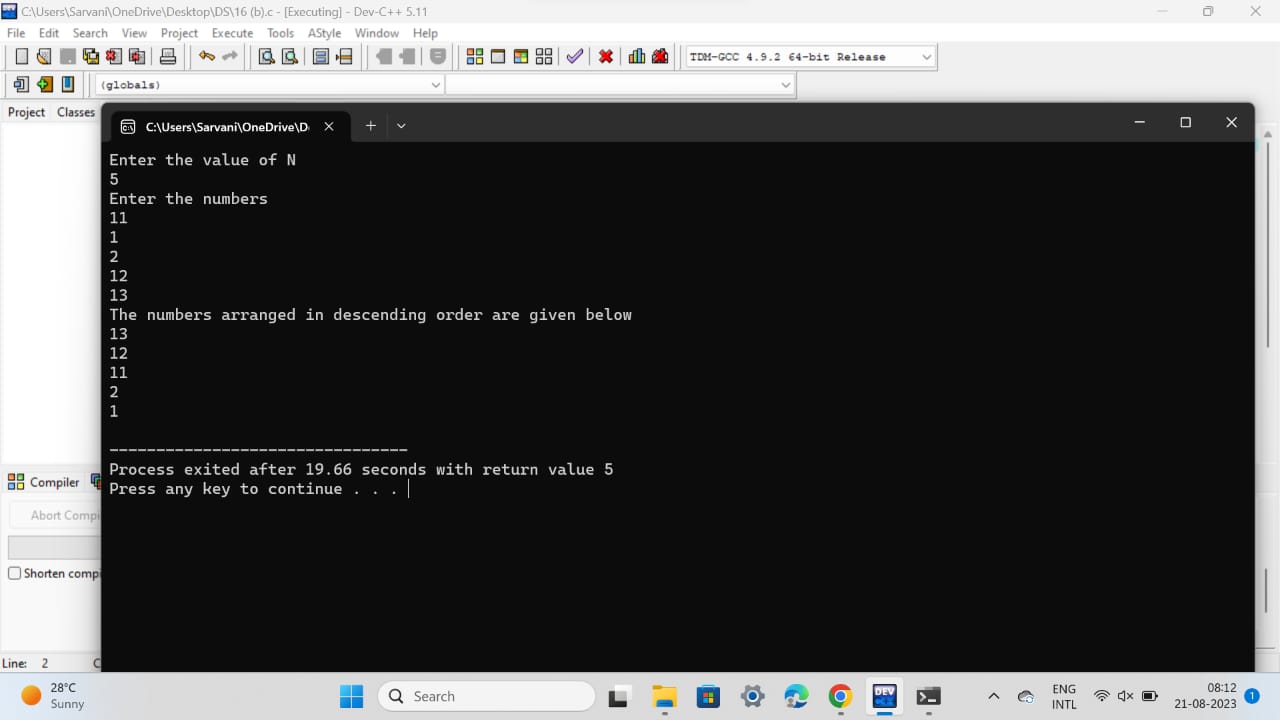 C:\Users\Sarvani\OneDrive\Desktop\DS\16 (b).c - [Executing] - Dev-C++ 5.11
File Edit Search View Project Execute Tools AStyle Window Help
TDM-GCC 4.9.2 64-bit Release
(globals)
Project Classes
C:\Users\Sarvani\OneDrive\D
Enter the value of N
5
Enter the numbers
11
1
2
12
13
The numbers arranged in descending order are given below
13
12
11
2
1
--------------------------------
Process exited after 19.66 seconds with return value 5
Press any key to continue . . .
Compiler
Abort Compi
Shorten compi
Line: 2 C
28°C
Sunny
Search
DEV
ENG
INTL
08:12
21-08-2023
1